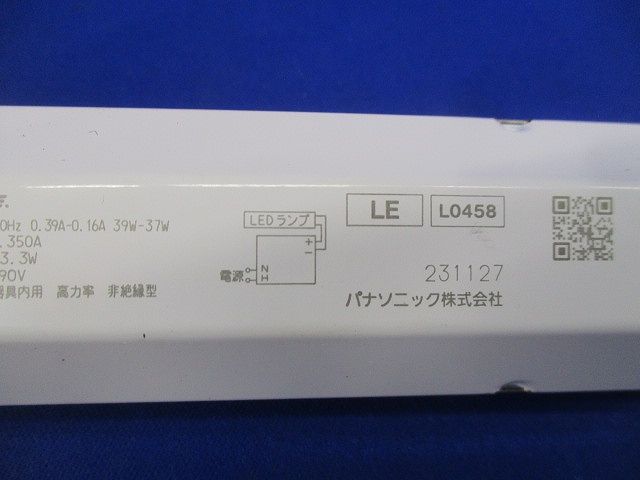 0Hz 0.39A-0.16A 39W-37W
.350A
3.3W
90V
器具内用 高力率 非絶縁型
LEDランプ
+
−
電源
N
H
LE
L0458
231127
パナソニック株式会社